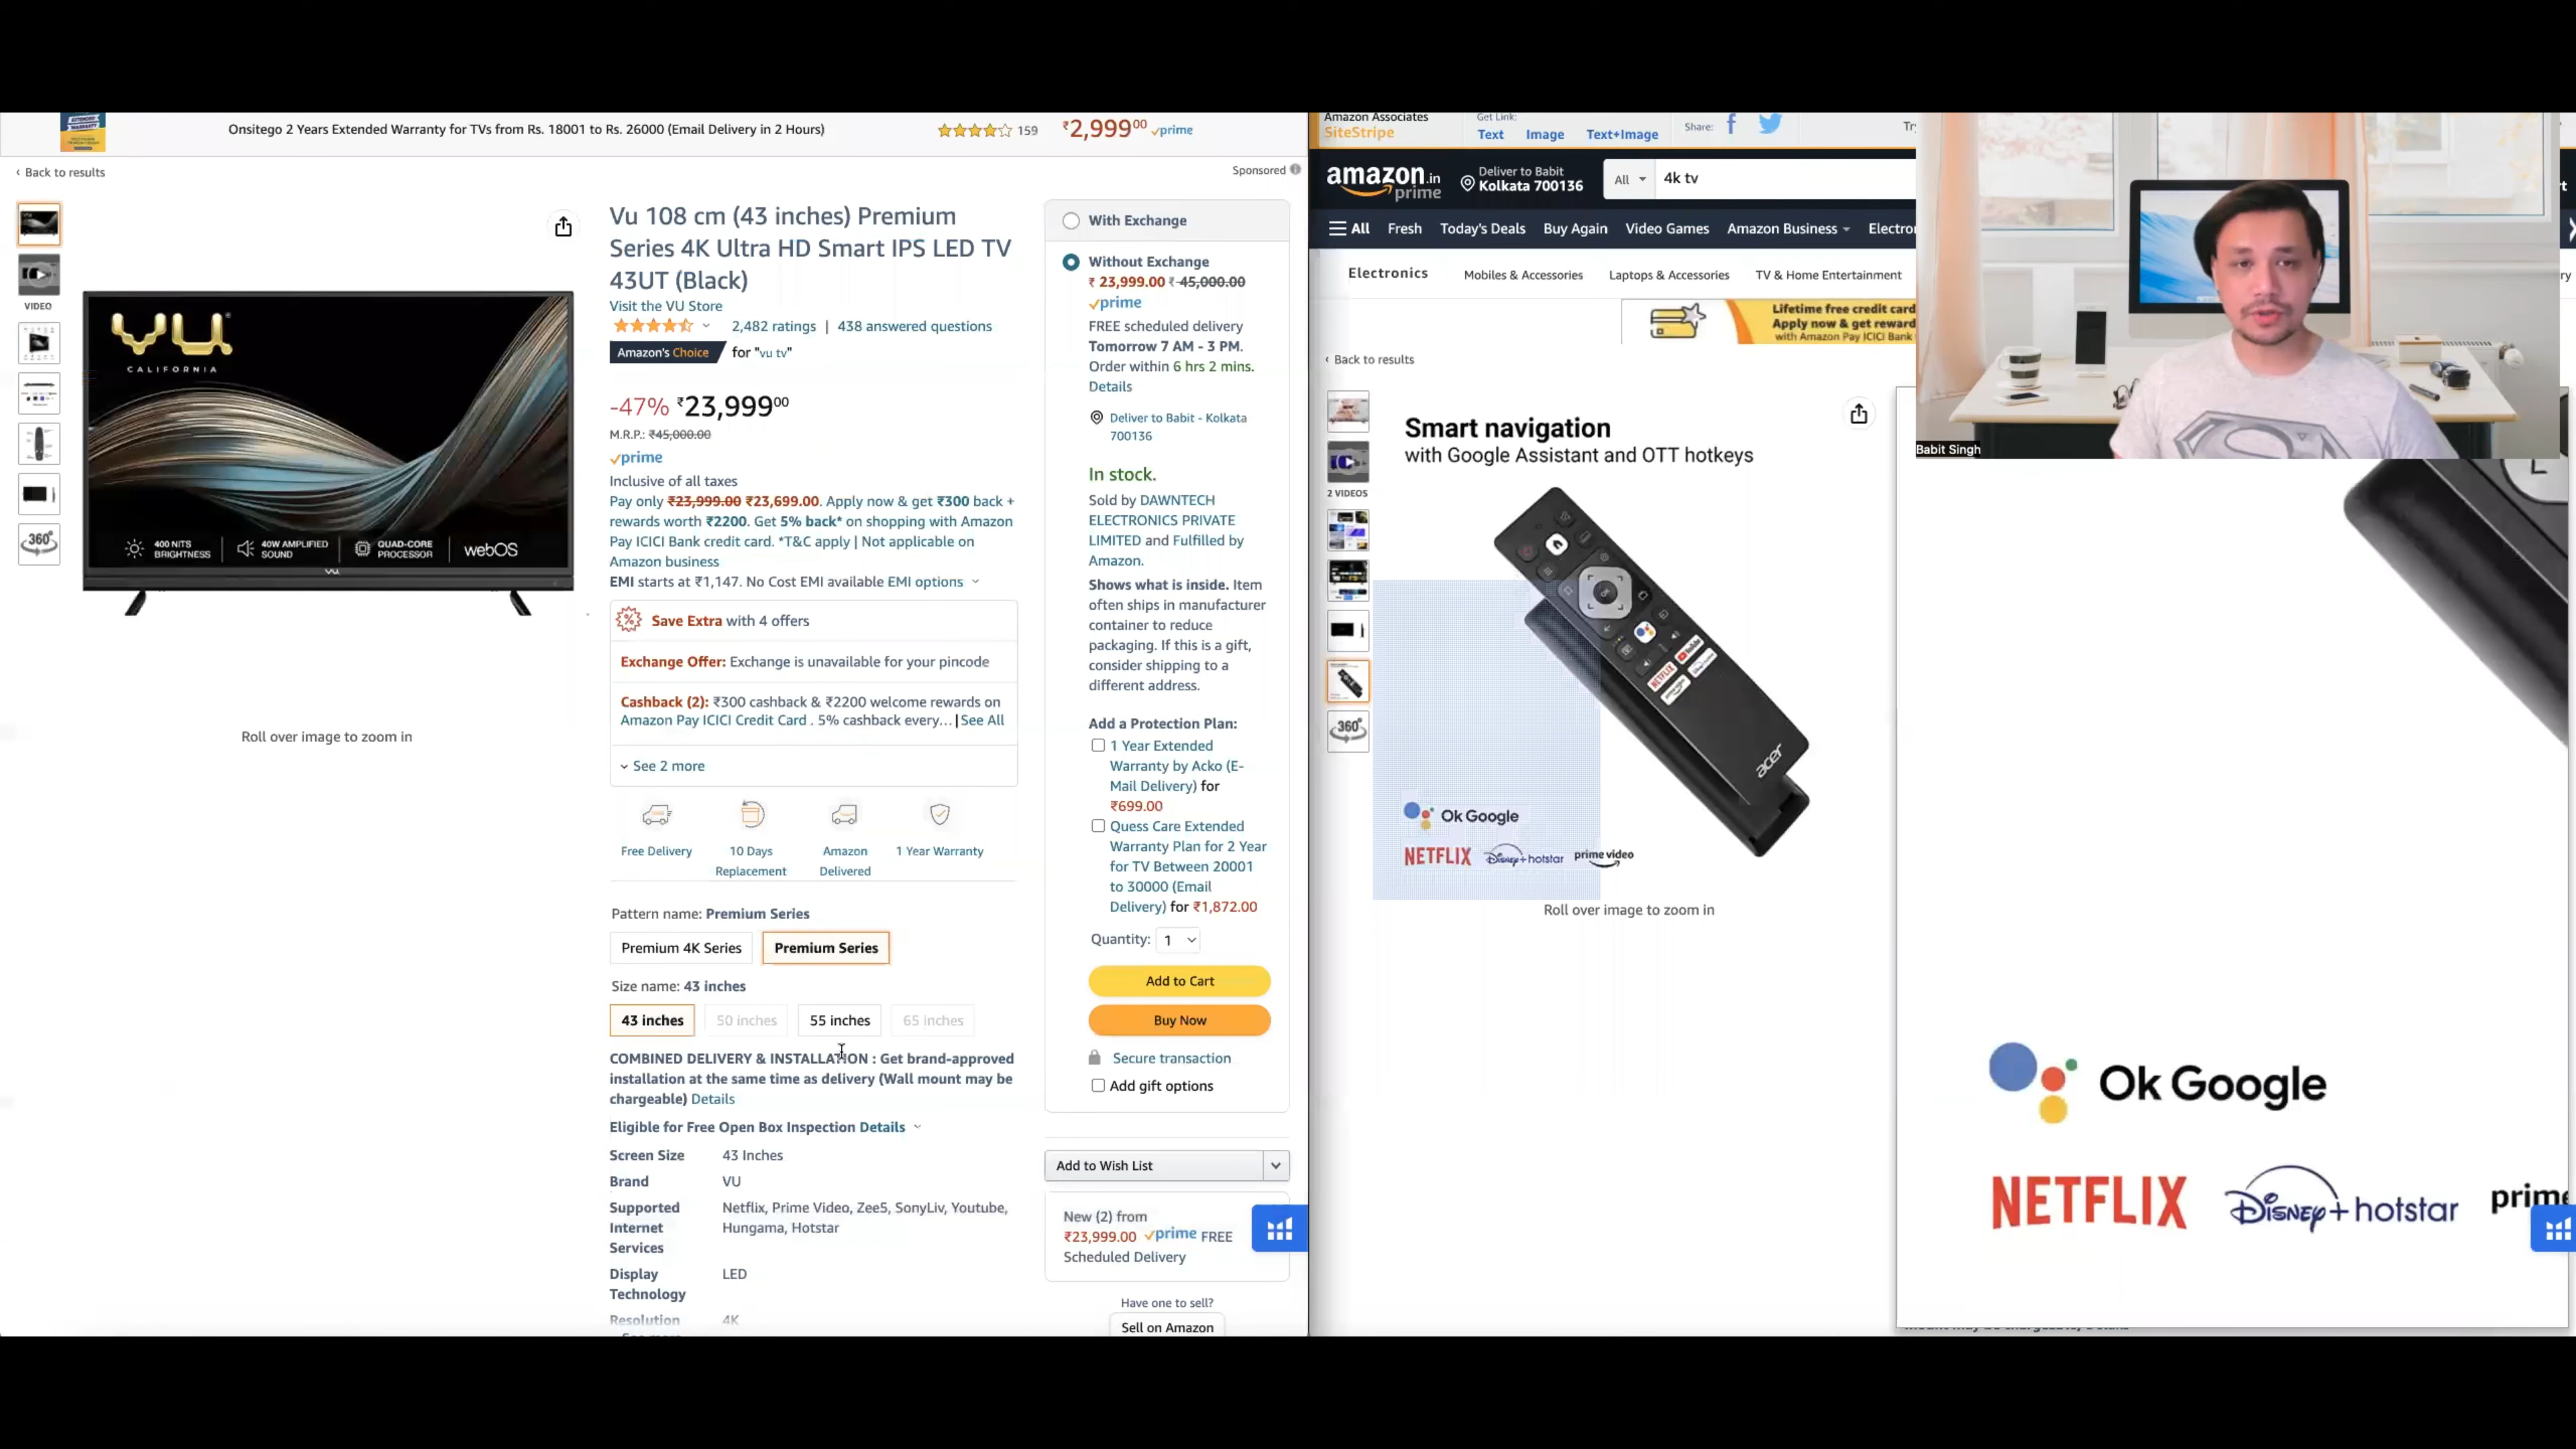 Onsitego 2 Years Extended Warranty for TVs from Rs. 18001 to Rs. 26000 (Email Delivery in 2 Hours)
159
₹2,999⁰⁰ prime
‹ Back to results
Sponsored
VIDEO
360°
VU
CALIFORNIA
400 NITS
BRIGHTNESS
40W AMPLIFIED
SOUND
QUAD-CORE
PROCESSOR
webOS
VU
Roll over image to zoom in
Vu 108 cm (43 inches) Premium
Series 4K Ultra HD Smart IPS LED TV
43UT (Black)
Visit the VU Store
2,482 ratings | 438 answered questions
Amazon's Choice for "vu tv"
-47% ₹23,999⁰⁰
M.R.P.: ₹45,000.00
prime
Inclusive of all taxes
Pay only ₹23,999.00 ₹23,699.00. Apply now & get ₹300 back +
rewards worth ₹2200. Get 5% back* on shopping with Amazon
Pay ICICI Bank credit card. *T&C apply | Not applicable on
Amazon business
EMI starts at ₹1,147. No Cost EMI available EMI options
Save Extra with 4 offers
Exchange Offer: Exchange is unavailable for your pincode
Cashback (2): ₹300 cashback & ₹2200 welcome rewards on
Amazon Pay ICICI Credit Card . 5% cashback every… | See All
See 2 more
Free Delivery
10 Days
Replacement
Amazon
Delivered
1 Year Warranty
Pattern name: Premium Series
Premium 4K Series
Premium Series
Size name: 43 inches
43 inches
50 inches
55 inches
65 inches
COMBINED DELIVERY & INSTALLATION : Get brand-approved
installation at the same time as delivery (Wall mount may be
chargeable) Details
Eligible for Free Open Box Inspection Details
Screen Size 43 Inches
Brand VU
Supported Netflix, Prime Video, Zee5, SonyLiv, Youtube,
Internet Hungama, Hotstar
Services
Display LED
Technology
Resolution 4K
With Exchange
Without Exchange
₹ 23,999.00 ₹ 45,000.00
prime
FREE scheduled delivery
Tomorrow 7 AM - 3 PM.
Order within 6 hrs 2 mins.
Details
Deliver to Babit - Kolkata
700136
In stock.
Sold by DAWNTECH
ELECTRONICS PRIVATE
LIMITED and Fulfilled by
Amazon.
Shows what is inside. Item
often ships in manufacturer
container to reduce
packaging. If this is a gift,
consider shipping to a
different address.
Add a Protection Plan:
1 Year Extended
Warranty by Acko (E-
Mail Delivery) for
₹699.00
Quess Care Extended
Warranty Plan for 2 Year
for TV Between 20001
to 30000 (Email
Delivery) for ₹1,872.00
Quantity: 1
Add to Cart
Buy Now
Secure transaction
Add gift options
Add to Wish List
New (2) from
₹23,999.00 prime FREE
Scheduled Delivery
Have one to sell?
Sell on Amazon
Amazon Associates
SiteStripe
Get Link:
Text Image Text+Image
Share:
amazon.in
prime
Deliver to Babit
Kolkata 700136
All
4k tv
All Fresh Today's Deals Buy Again Video Games Amazon Business Electro
Electronics Mobiles & Accessories Laptops & Accessories TV & Home Entertainment
Lifetime free credit card
Apply now & get reward
with Amazon Pay ICICI Bank
‹ Back to results
2 VIDEOS
360°
Smart navigation
with Google Assistant and OTT hotkeys
OK
NETFLIX
YouTube
acer
Ok Google
NETFLIX Disney+ hotstar prime video
Roll over image to zoom in
Babit Singh
Ok Google
NETFLIX Disney+ hotstar prime